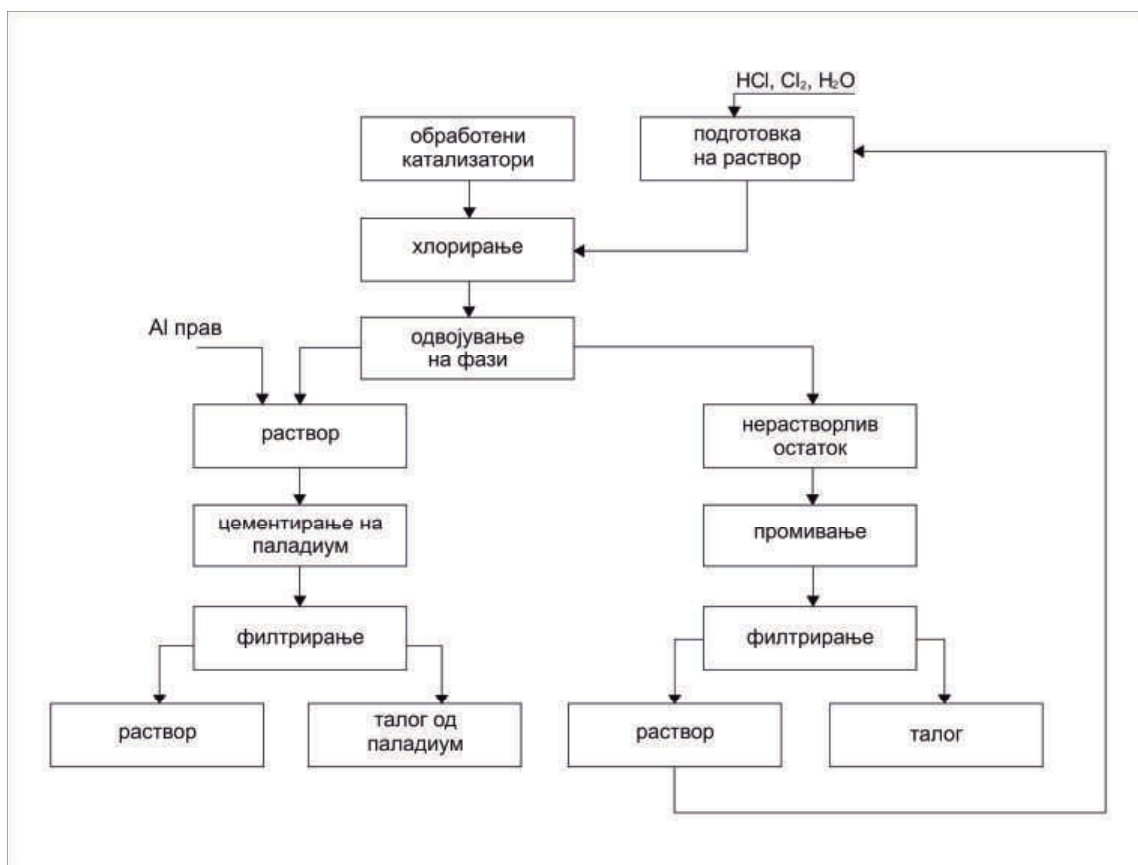 HCl, Cl₂, H₂O
обработени
катализатори
подготовка
на раствор
хлорирање
Al прав
одвојување
на фази
раствор
нерастворлив
остаток
цементирање на
паладиум
промивање
филтрирање
филтрирање
раствор
талог од
паладиум
раствор
талог